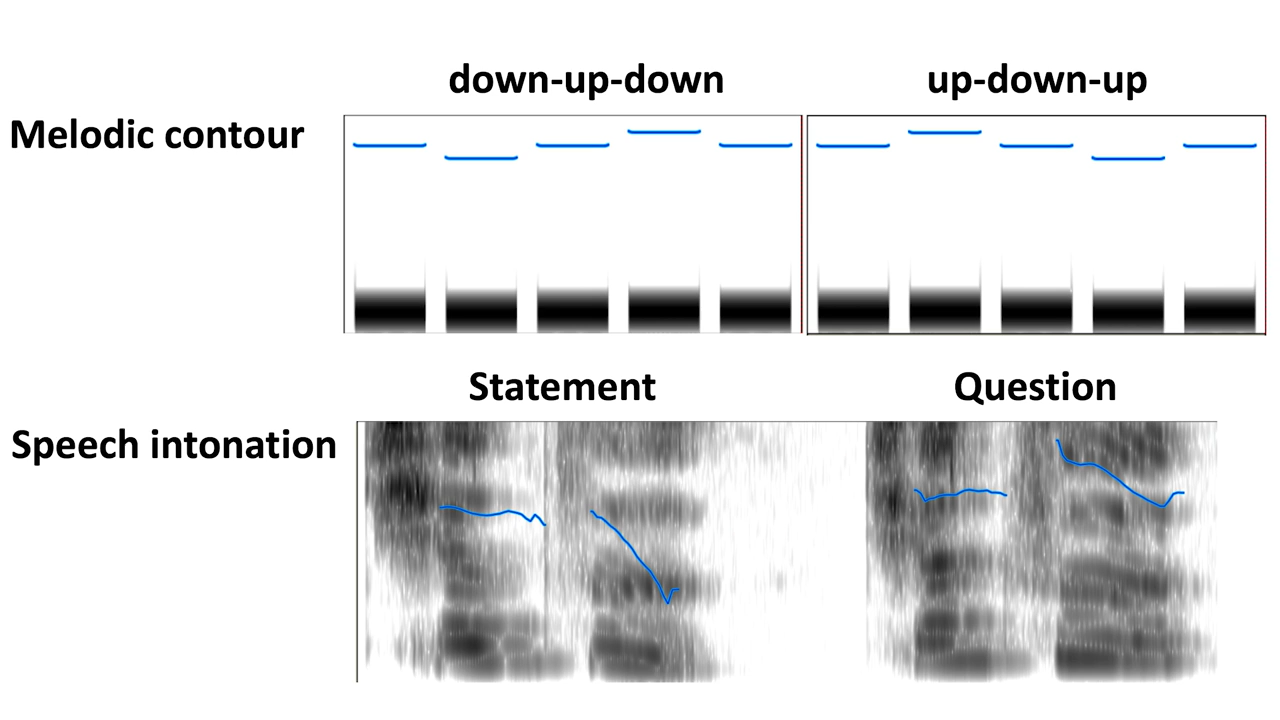 down-up-down
up-down-up
Melodic contour
Statement
Question
Speech intonation